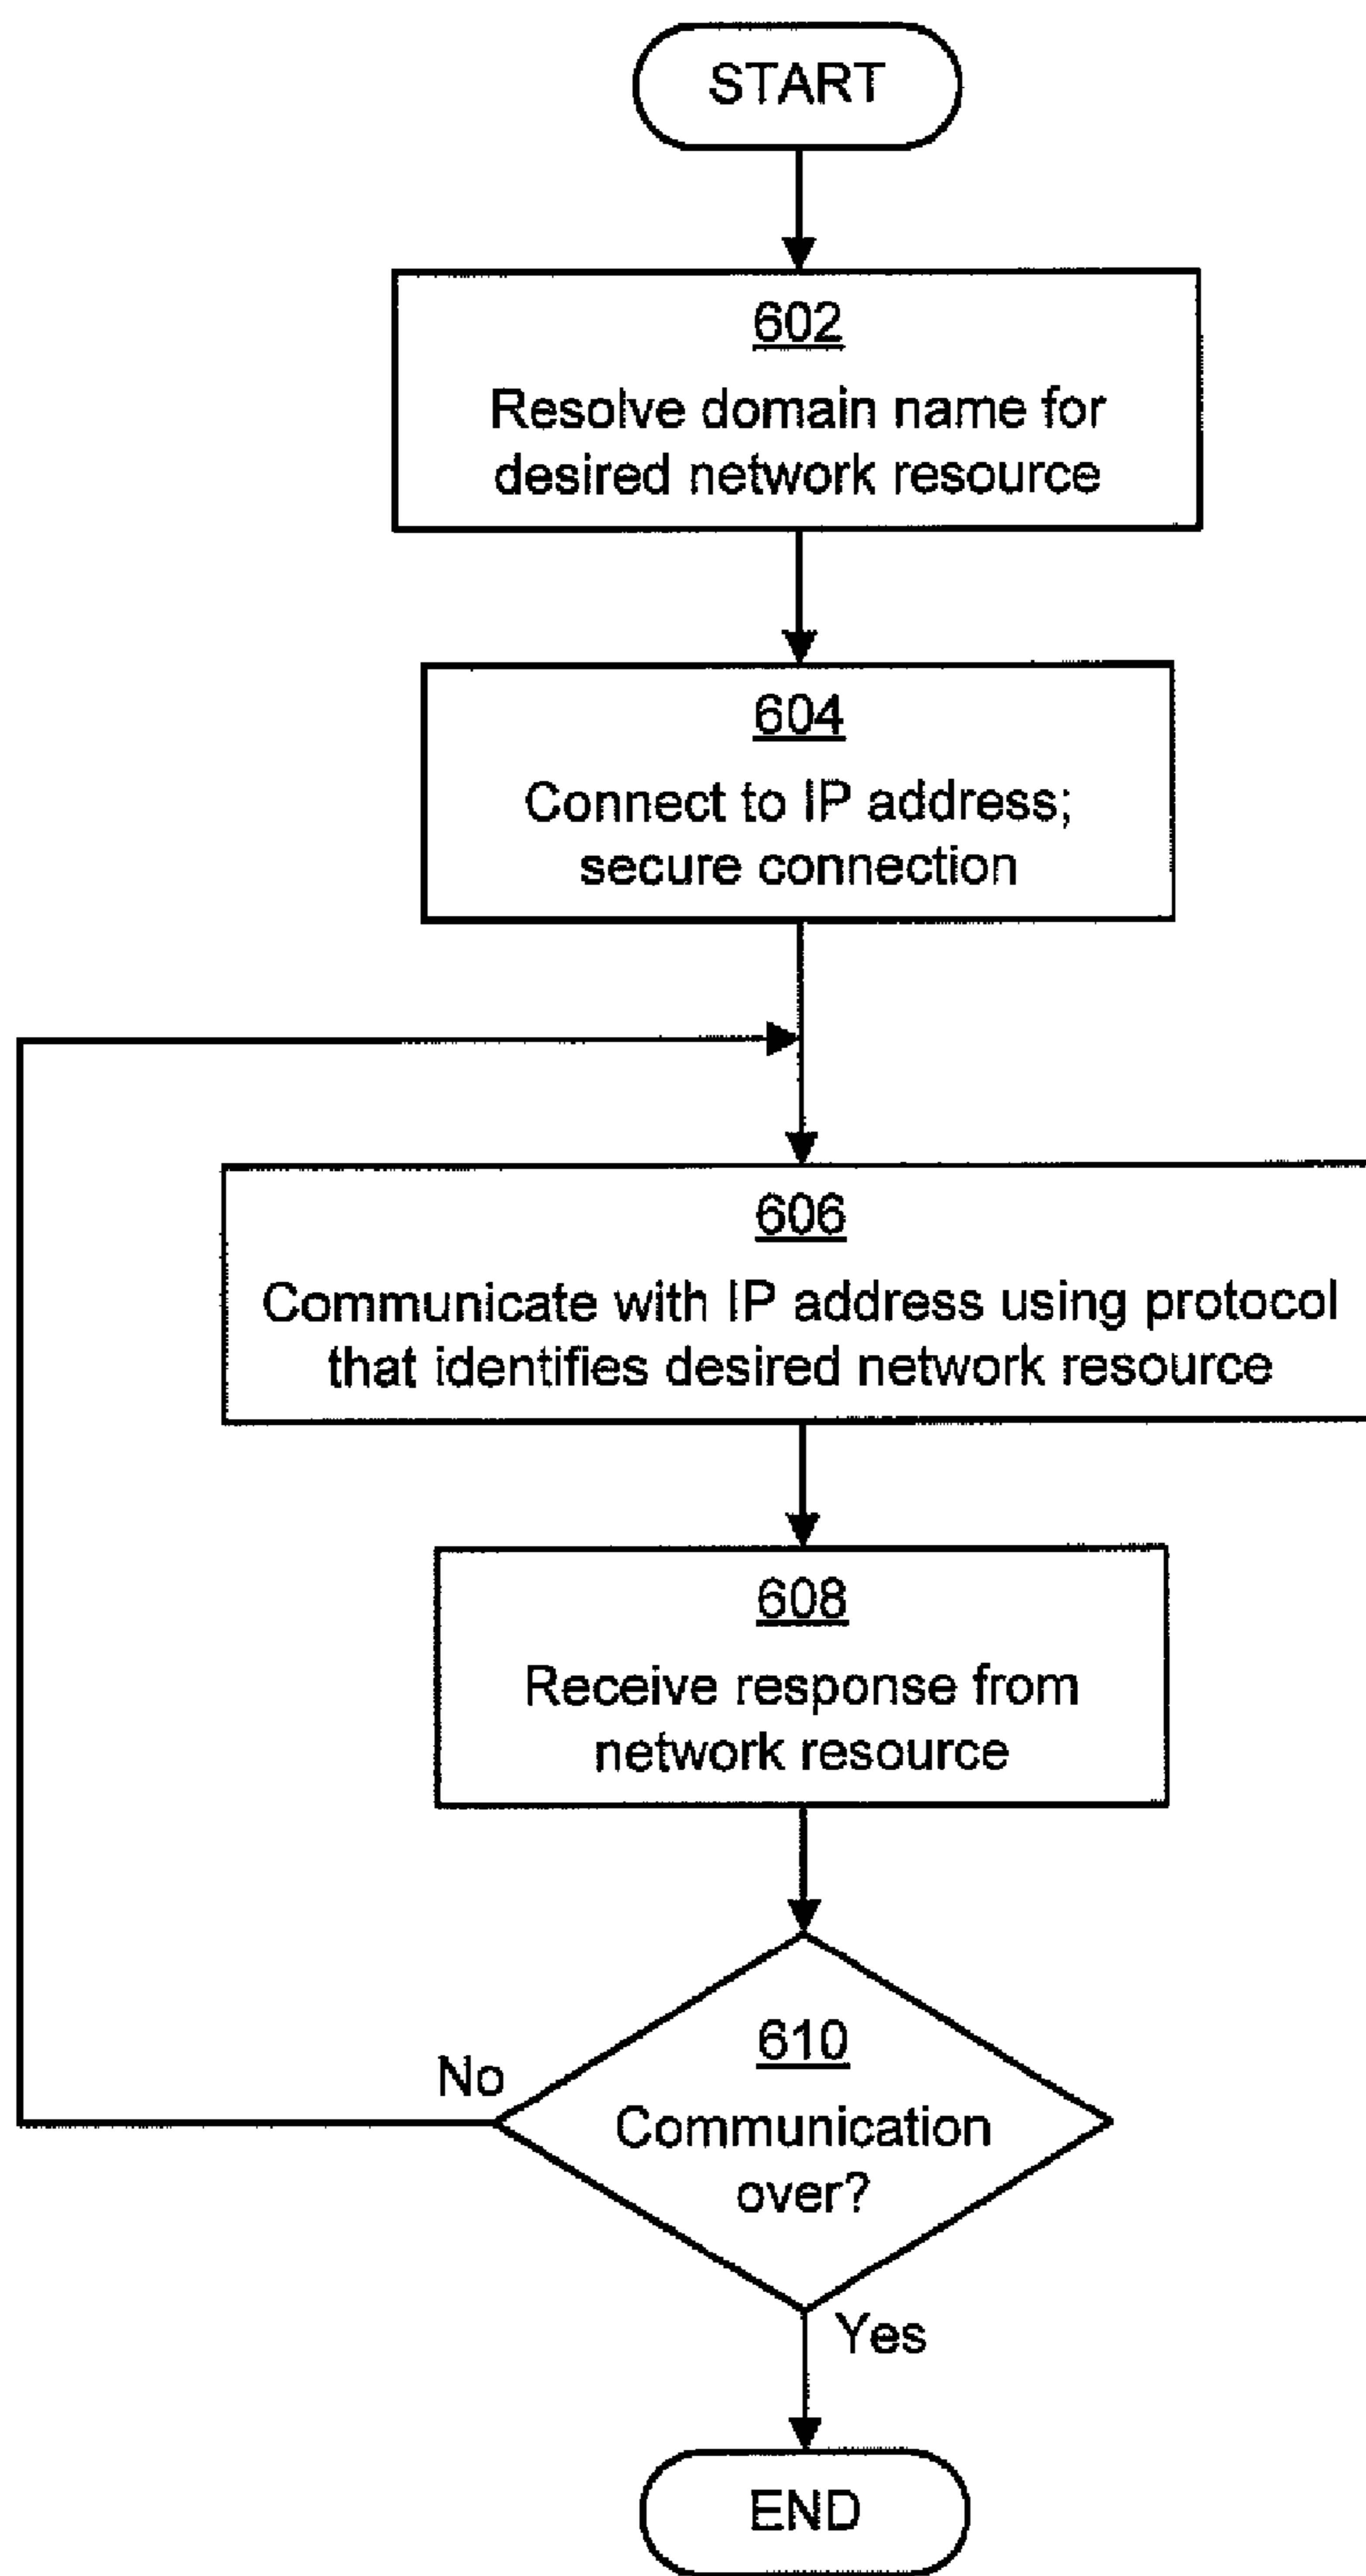 START
602
Resolve domain name for
desired network resource
604
Connect to IP address;
secure connection
606
Communicate with IP address using protocol
that identifies desired network resource
608
Receive response from
network resource
610
Communication
over?
No
Yes
END